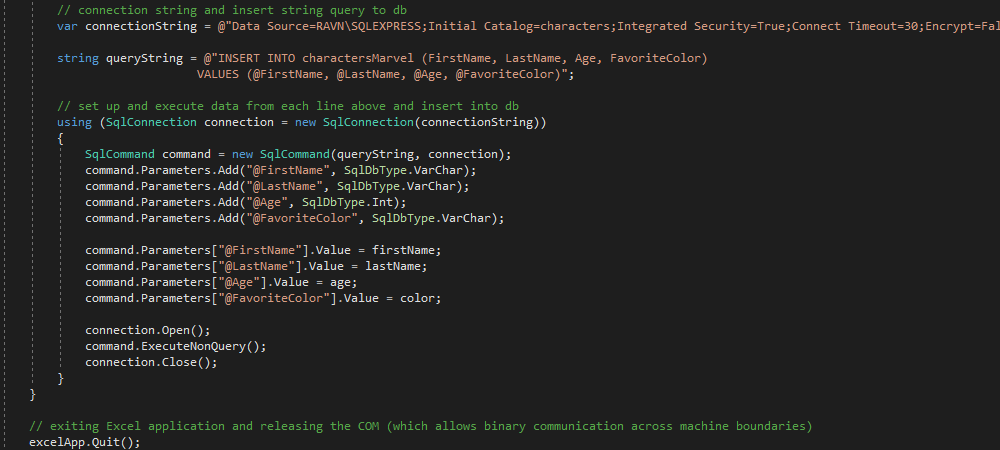 // connection string and insert string query to db
var connectionString = @"Data Source=RAVN\SQLEXPRESS;Initial Catalog=characters;Integrated Security=True;Connect Timeout=30;Encrypt=Fal
string queryString = @"INSERT INTO charactersMarvel (FirstName, LastName, Age, FavoriteColor)
VALUES (@FirstName, @LastName, @Age, @FavoriteColor)";
// set up and execute data from each line above and insert into db
using (SqlConnection connection = new SqlConnection(connectionString))
{
SqlCommand command = new SqlCommand(queryString, connection);
command.Parameters.Add("@FirstName", SqlDbType.VarChar);
command.Parameters.Add("@LastName", SqlDbType.VarChar);
command.Parameters.Add("@Age", SqlDbType.Int);
command.Parameters.Add("@FavoriteColor", SqlDbType.VarChar);
command.Parameters["@FirstName"].Value = firstName;
command.Parameters["@LastName"].Value = lastName;
command.Parameters["@Age"].Value = age;
command.Parameters["@FavoriteColor"].Value = color;
connection.Open();
command.ExecuteNonQuery();
connection.Close();
}
}
// exiting Excel application and releasing the COM (which allows binary communication across machine boundaries)
excelApp.Quit();